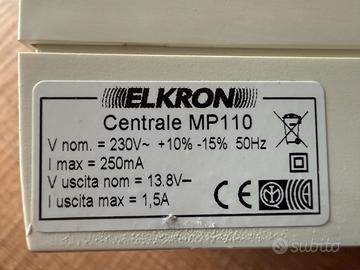 ELKRON
Centrale MP110
V nom. = 230V~ +10% -15% 50Hz
I max = 250mA
V uscita nom = 13.8V⎓
I uscita max = 1,5A
CE
subito